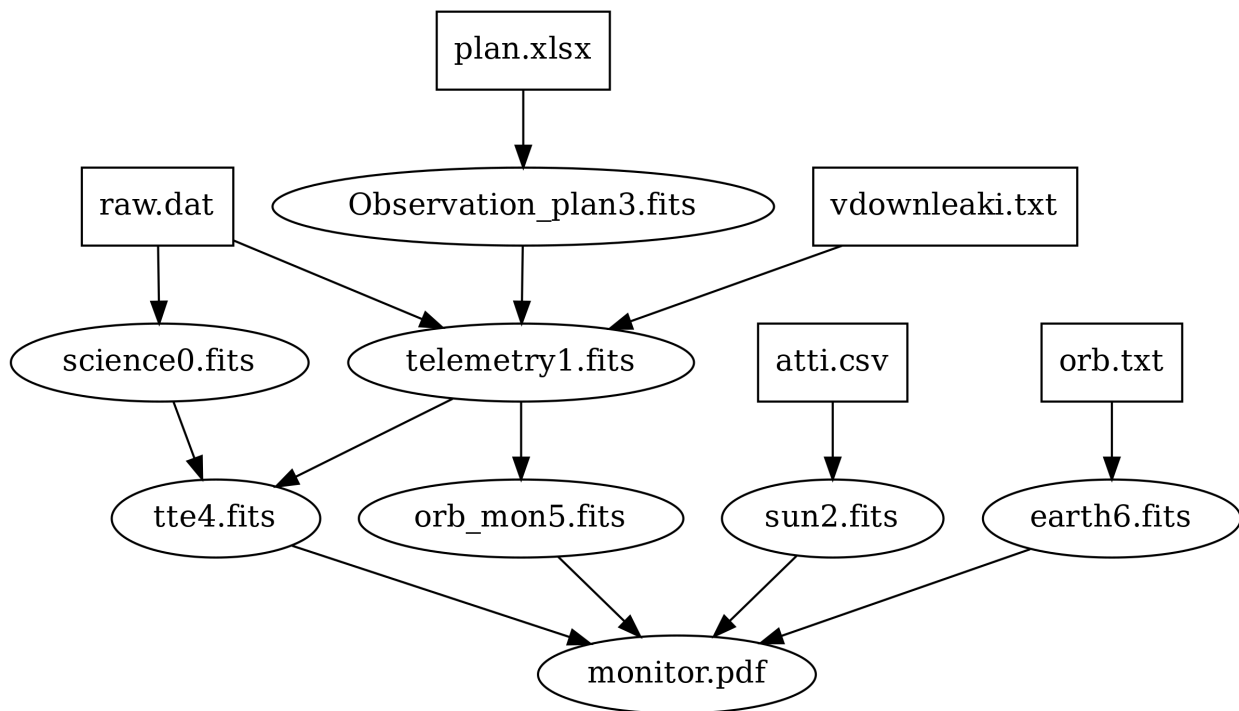 plan.xlsx
raw.dat
Observation_plan3.fits
vdownleaki.txt
science0.fits
telemetry1.fits
atti.csv
orb.txt
tte4.fits
orb_mon5.fits
sun2.fits
earth6.fits
monitor.pdf